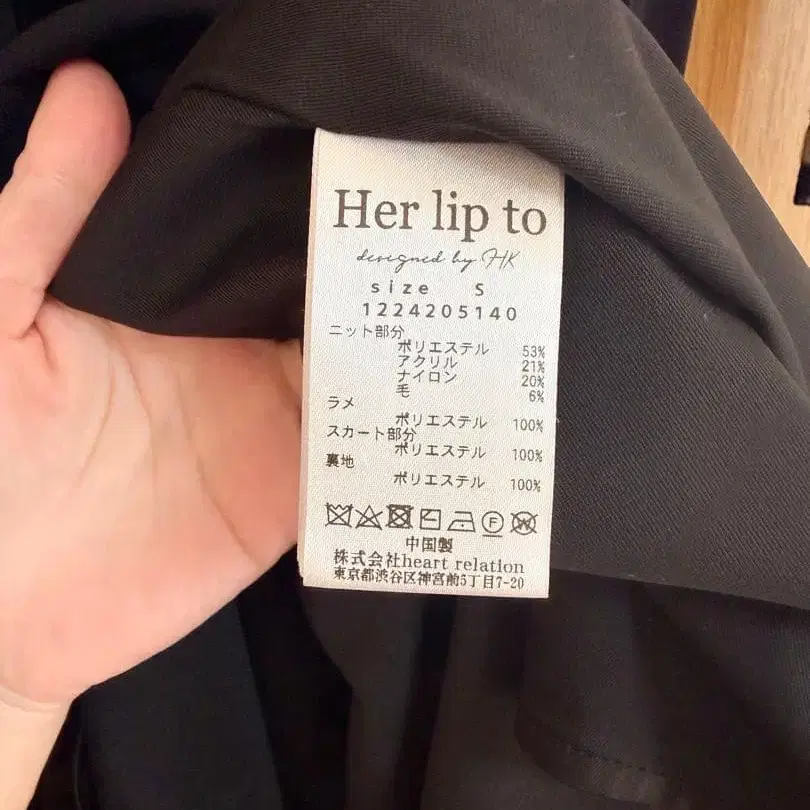 Her lip to
designed by HK
size S
1224205140
ニット部分
ポリエステル 53%
アクリル 21%
ナイロン 20%
毛 6%
ラメ
ポリエステル 100%
スカート部分
ポリエステル 100%
裏地
ポリエステル 100%
F W
中国製
株式会社heart relation
東京都渋谷区神宮前5丁目7-20